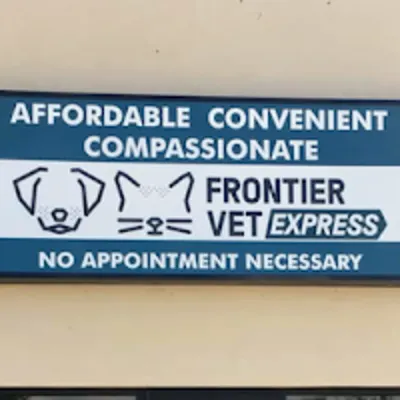 AFFORDABLE CONVENIENT
COMPASSIONATE
FRONTIER
VET EXPRESS
NO APPOINTMENT NECESSARY